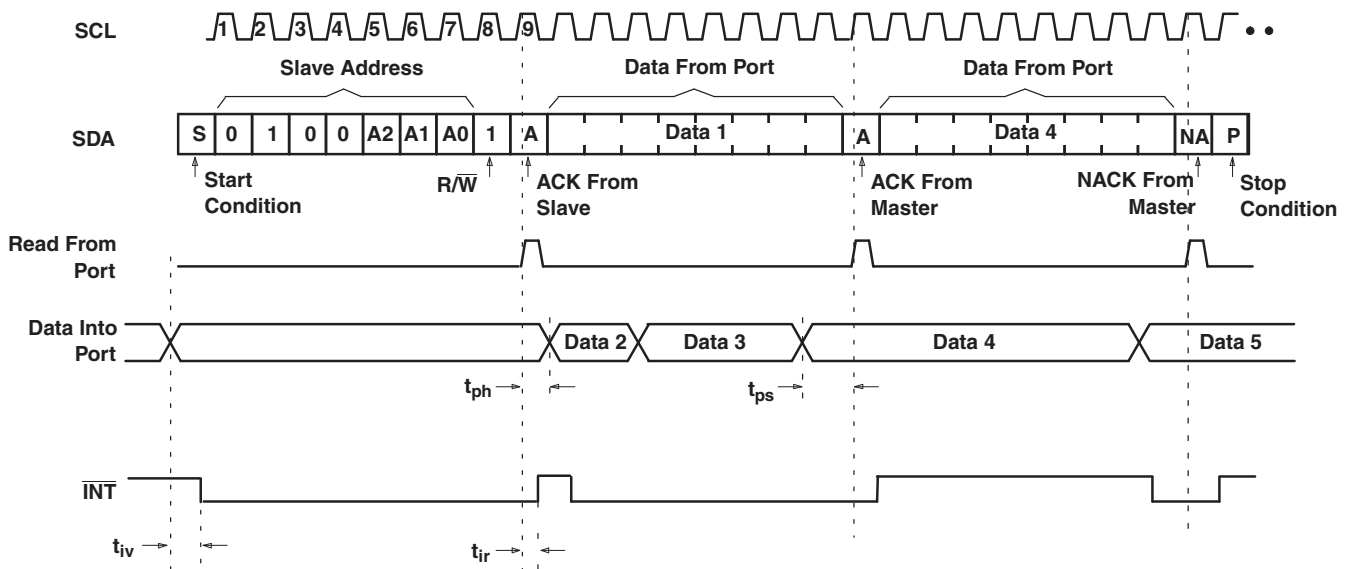 SCL 1 2 3 4 5 6 7 8 9
Slave Address Data From Port Data From Port
SDA S 0 1 0 0 A2 A1 A0 1 A Data 1 A Data 4 NA P
Start
Condition
R/W̅
ACK From
Slave
ACK From
Master
NACK From
Master
Stop
Condition
Read From
Port
Data Into
Port
Data 2 Data 3 Data 4 Data 5
tph tps
I̅N̅T̅
tiv tir